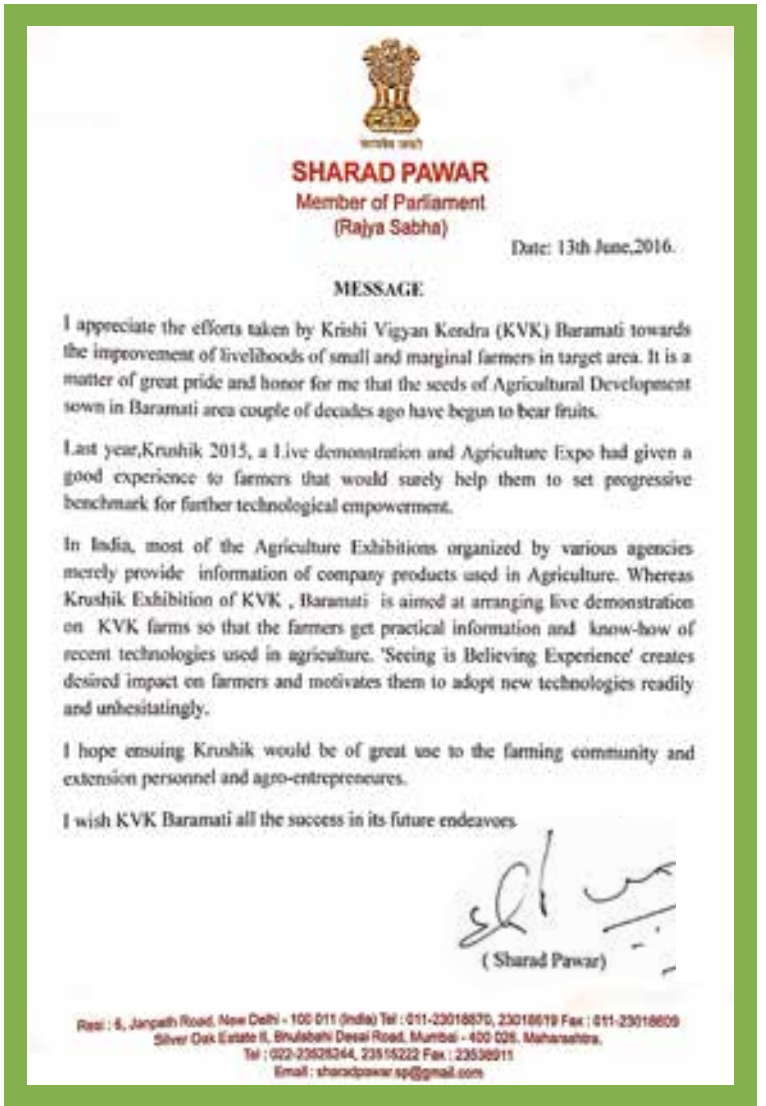 सत्यमेव जयते
SHARAD PAWAR
Member of Parliament
(Rajya Sabha)
Date: 13th June,2016.
MESSAGE
I appreciate the efforts taken by Krishi Vigyan Kendra (KVK) Baramati towards
the improvement of livelihoods of small and marginal farmers in target area. It is a
matter of great pride and honor for me that the seeds of Agricultural Development
sown in Baramati area couple of decades ago have begun to bear fruits.
Last year,Krushik 2015, a Live demonstration and Agriculture Expo had given a
good experience to farmers that would surely help them to set progressive
benchmark for further technological empowerment.
In India, most of the Agriculture Exhibitions organized by various agencies
merely provide information of company products used in Agriculture. Whereas
Krushik Exhibition of KVK , Baramati is aimed at arranging live demonstration
on KVK farms so that the farmers get practical information and know-how of
recent technologies used in agriculture. 'Seeing is Believing Experience' creates
desired impact on farmers and motivates them to adopt new technologies readily
and unhesitatingly.
I hope ensuing Krushik would be of great use to the farming community and
extension personnel and agro-entrepreneures.
I wish KVK Baramati all the success in its future endeavors.
( Sharad Pawar)
Resi : 6, Janpath Road, New Delhi - 100 011 (India) Tel : 011-23018870, 23018619 Fax : 011-23018609
Silver Oak Estate II, Bhulabhi Desai Road, Mumbai - 400 026. Maharashtra.
Tel : 022-23526244, 23515222 Fax : 23538911
Email : sharadpawar.sp@gmail.com